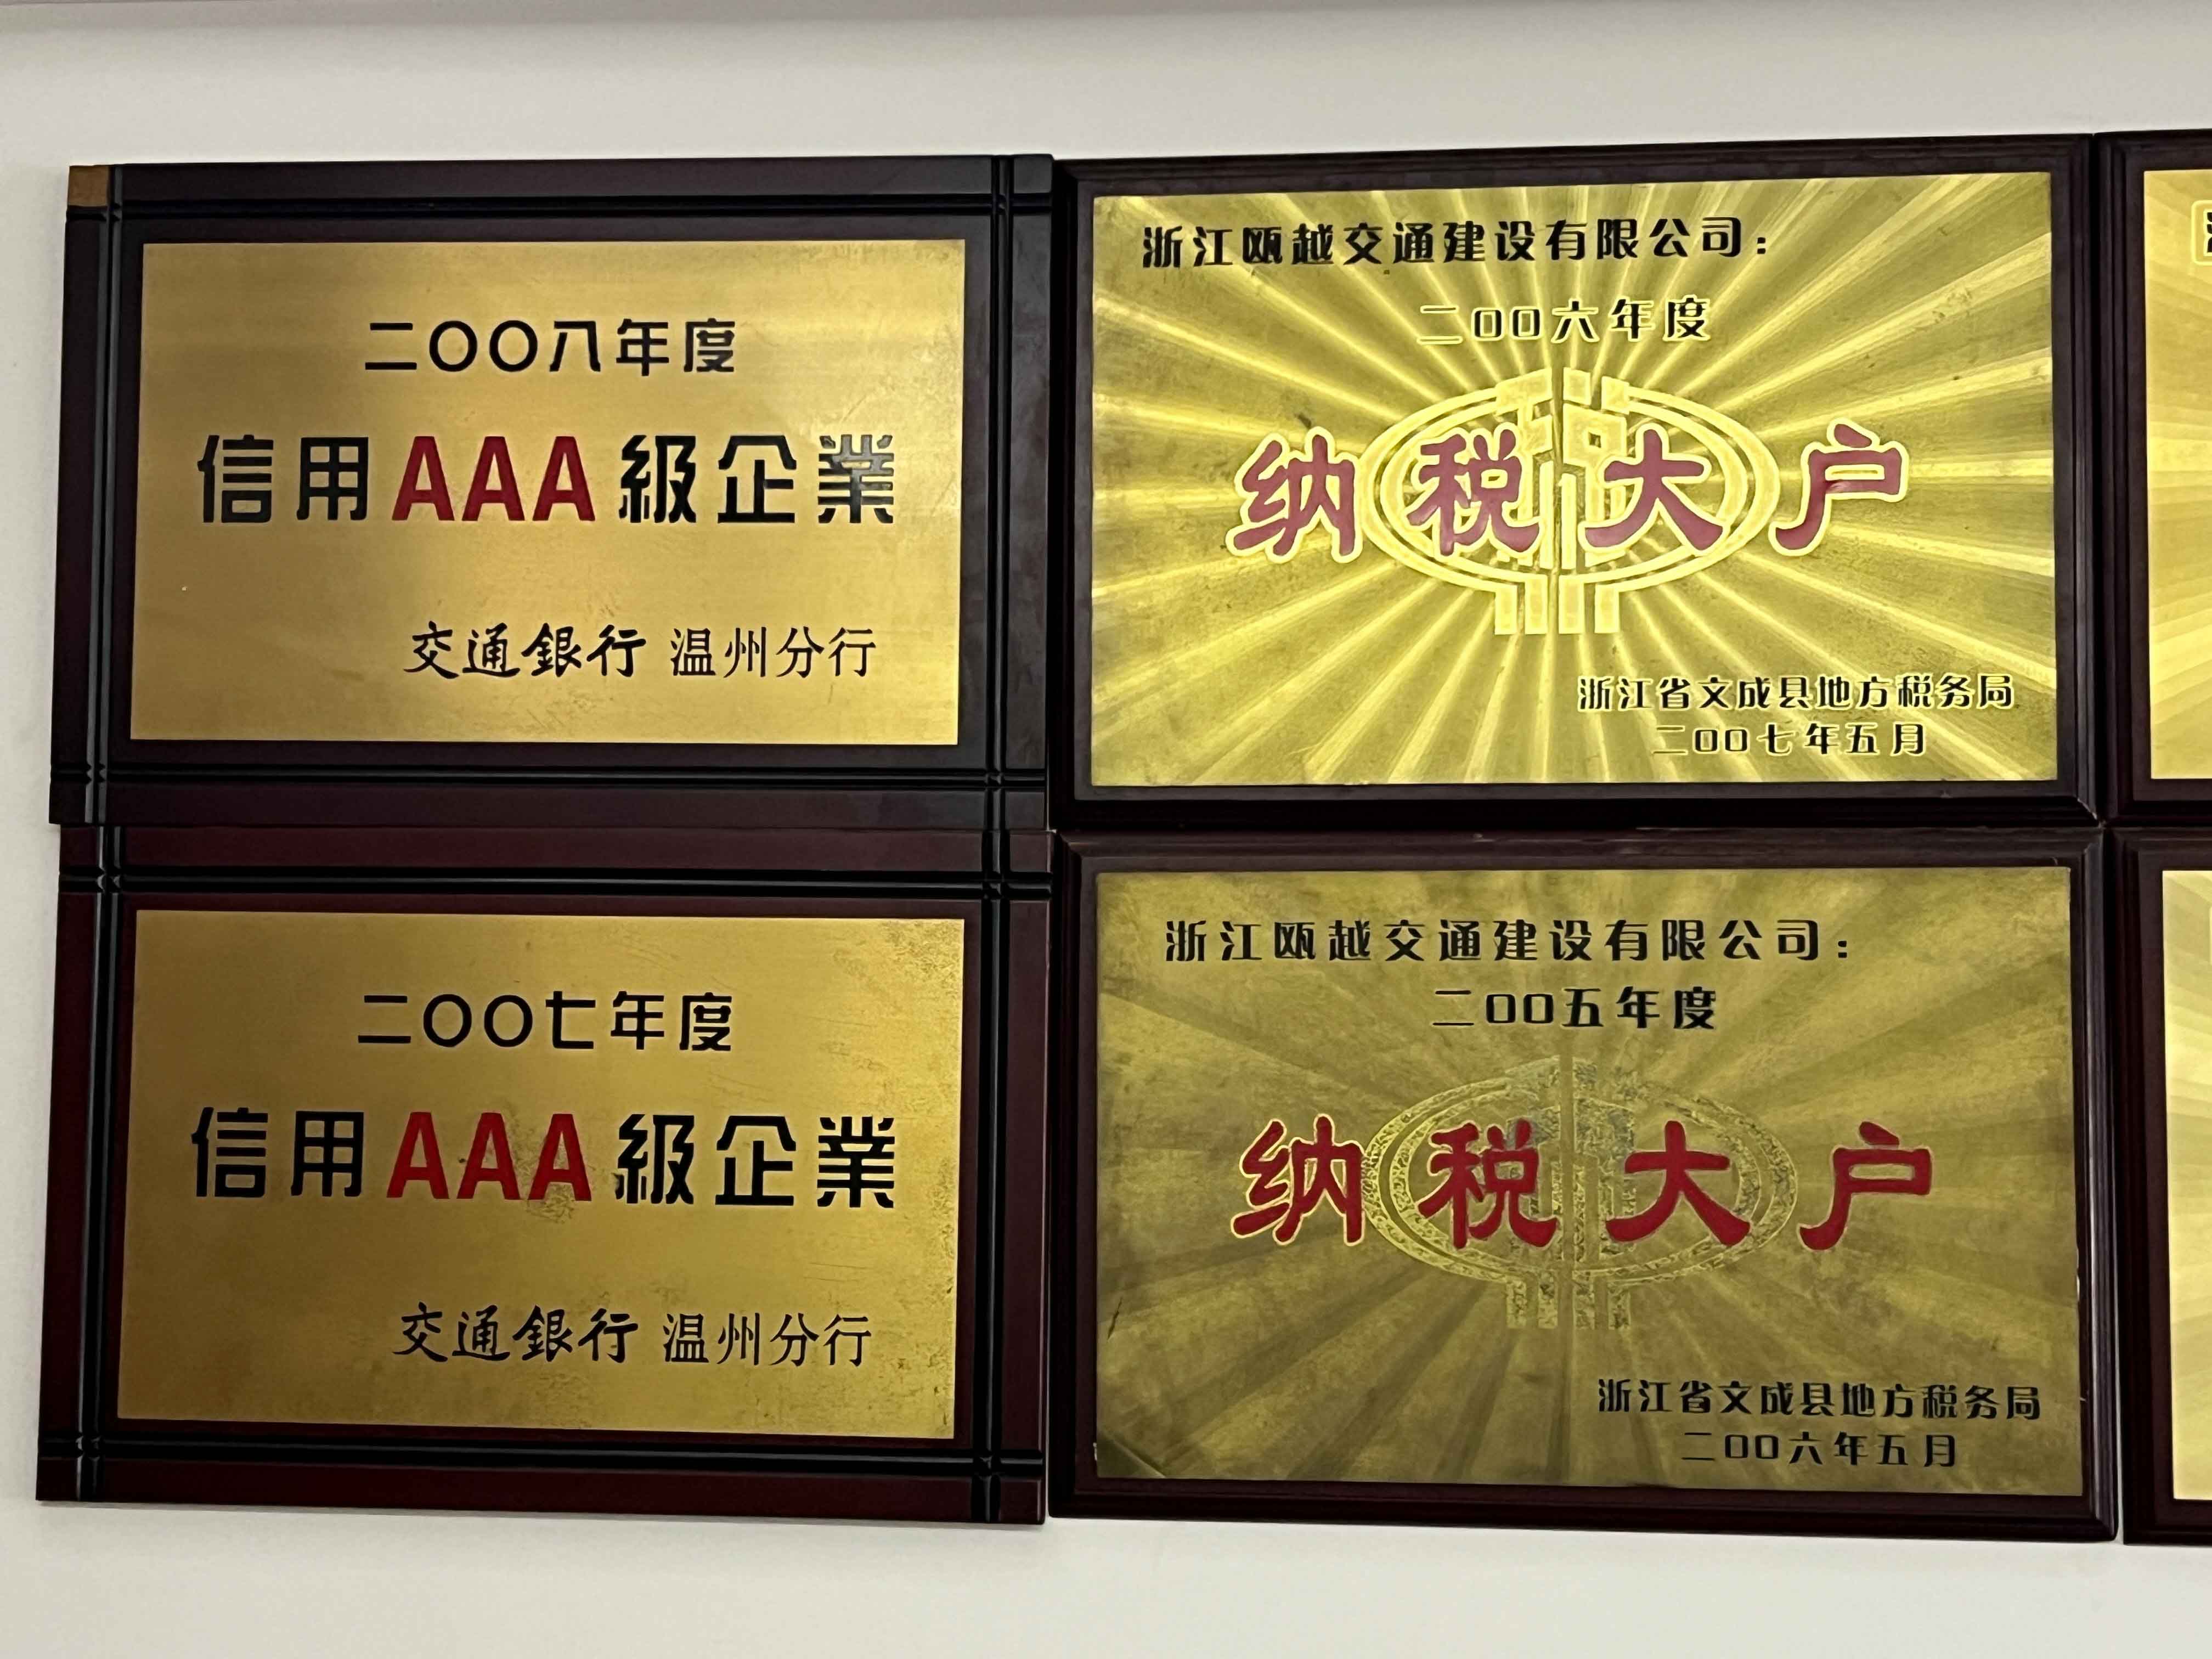 二〇〇八年度
信用AAA級企業
交通銀行 温州分行
浙江瓯越交通建设有限公司：
二〇〇六年度
纳税大户
浙江省文成县地方税务局
二〇〇七年五月
二〇〇七年度
信用AAA級企業
交通銀行 温州分行
浙江瓯越交通建设有限公司：
二〇〇五年度
纳税大户
浙江省文成县地方税务局
二〇〇六年五月